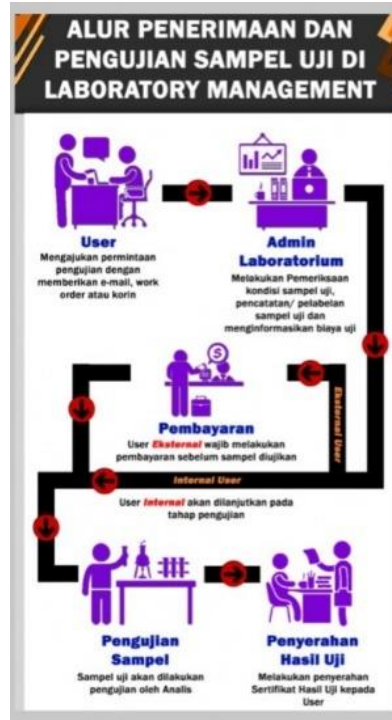 ALUR PENERIMAAN DAN
PENGUJIAN SAMPEL UJI DI
LABORATORY MANAGEMENT
User
Mengajukan permintaan
pengujian dengan
memberikan e-mail, work
order atau korin
Admin
Laboratorium
Melakukan Pemeriksaan
kondisi sampel uji,
pencatatan/ pelabelan
sampel uji dan
menginformasikan biaya uji
Pembayaran
User Eksternal wajib melakukan
pembayaran sebelum sampel diujikan
Eksternal User
Internal User
User Internal akan dilanjutkan pada
tahap pengujian
Pengujian
Sampel
Sampel uji akan dilakukan
pengujian oleh Analis
Penyerahan
Hasil Uji
Melakukan penyerahan
Sertifikat Hasil Uji kepada
User